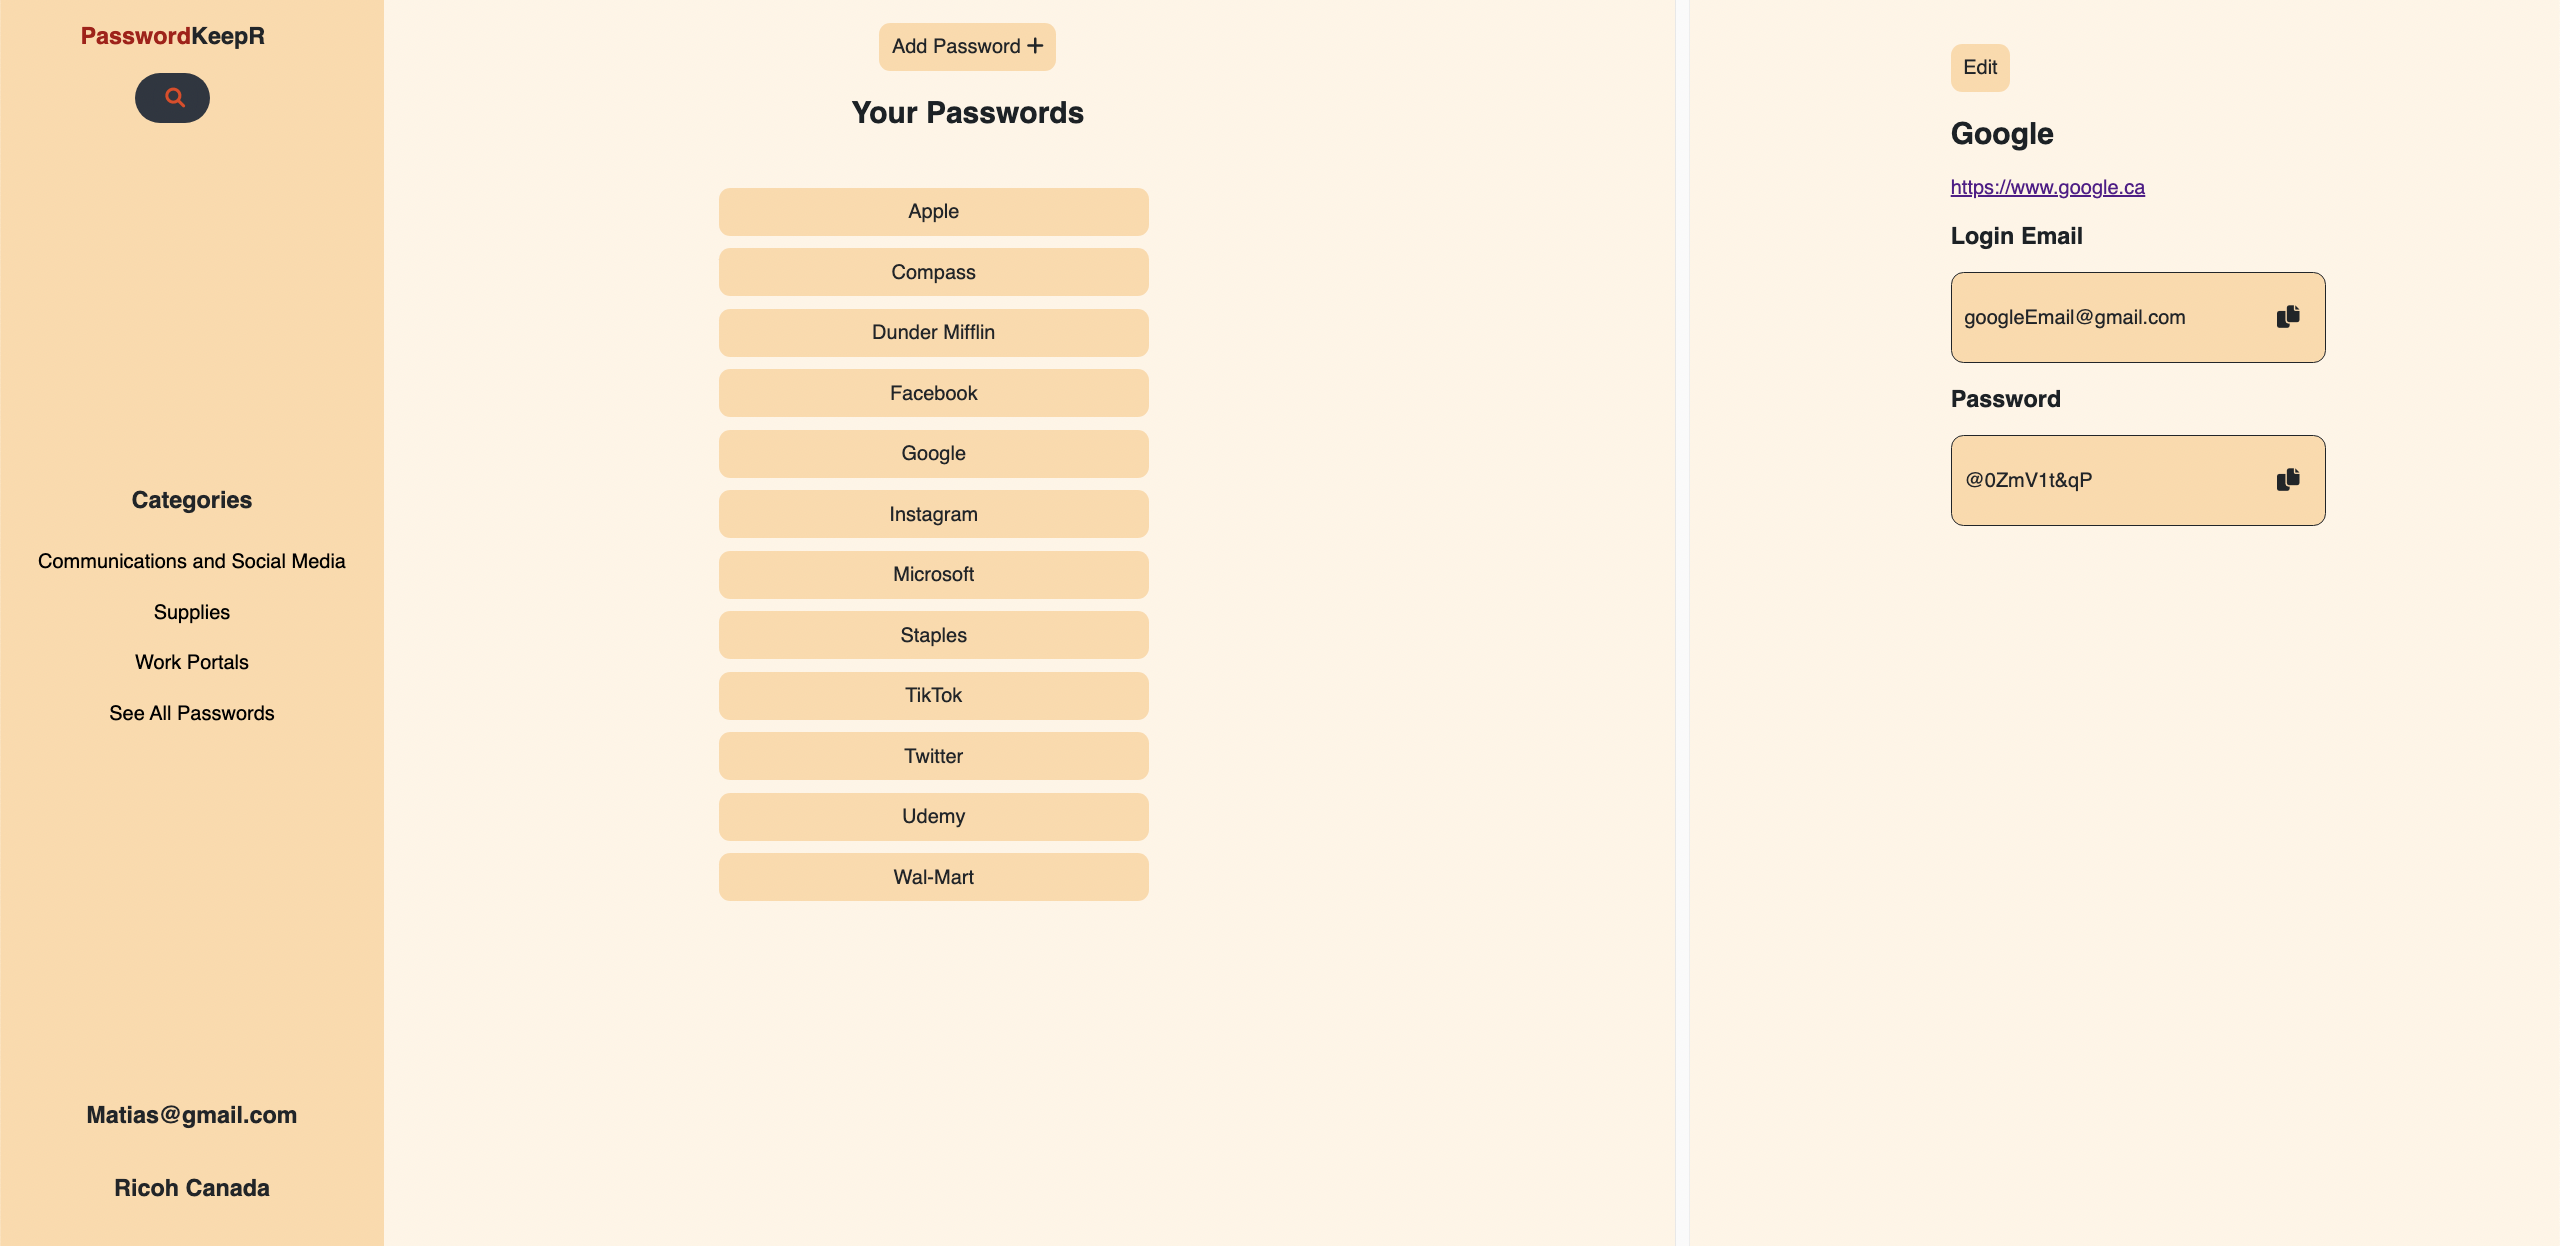 PasswordKeepR
Categories
Communications and Social Media
Supplies
Work Portals
See All Passwords
Matias@gmail.com
Ricoh Canada
Add Password +
Your Passwords
Apple
Compass
Dunder Mifflin
Facebook
Google
Instagram
Microsoft
Staples
TikTok
Twitter
Udemy
Wal-Mart
Edit
Google
https://www.google.ca
Login Email
googleEmail@gmail.com
Password
@0ZmV1t&qP